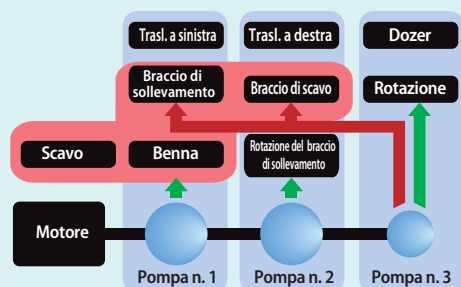 Trasl. a sinistra
Trasl. a destra
Dozer
Braccio di
sollevamento
Braccio di scavo
Rotazione
Scavo
Benna
Rotazione del braccio
di sollevamento
Motore
Pompa n. 1
Pompa n. 2
Pompa n. 3